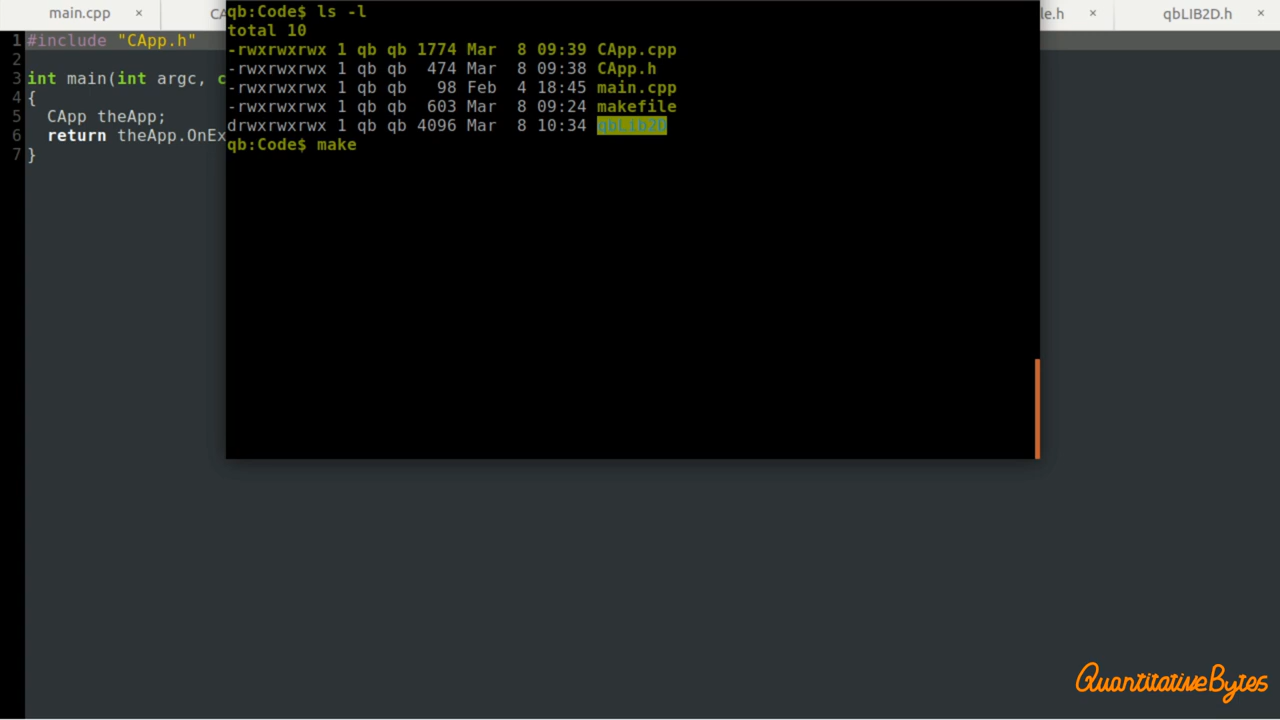 main.cpp × CA le.h × qbLIB2D.h ×
1 #include "CApp.h"
2
3 int main(int argc, c
4 {
5   CApp theApp;
6   return theApp.OnEx
7 }
qb:Code$ ls -l
total 10
-rwxrwxrwx 1 qb qb 1774 Mar  8 09:39 CApp.cpp
-rwxrwxrwx 1 qb qb  474 Mar  8 09:38 CApp.h
-rwxrwxrwx 1 qb qb   98 Feb  4 18:45 main.cpp
-rwxrwxrwx 1 qb qb  603 Mar  8 09:24 makefile
drwxrwxrwx 1 qb qb 4096 Mar  8 10:34 qbLib2D
qb:Code$ make
QuantitativeBytes